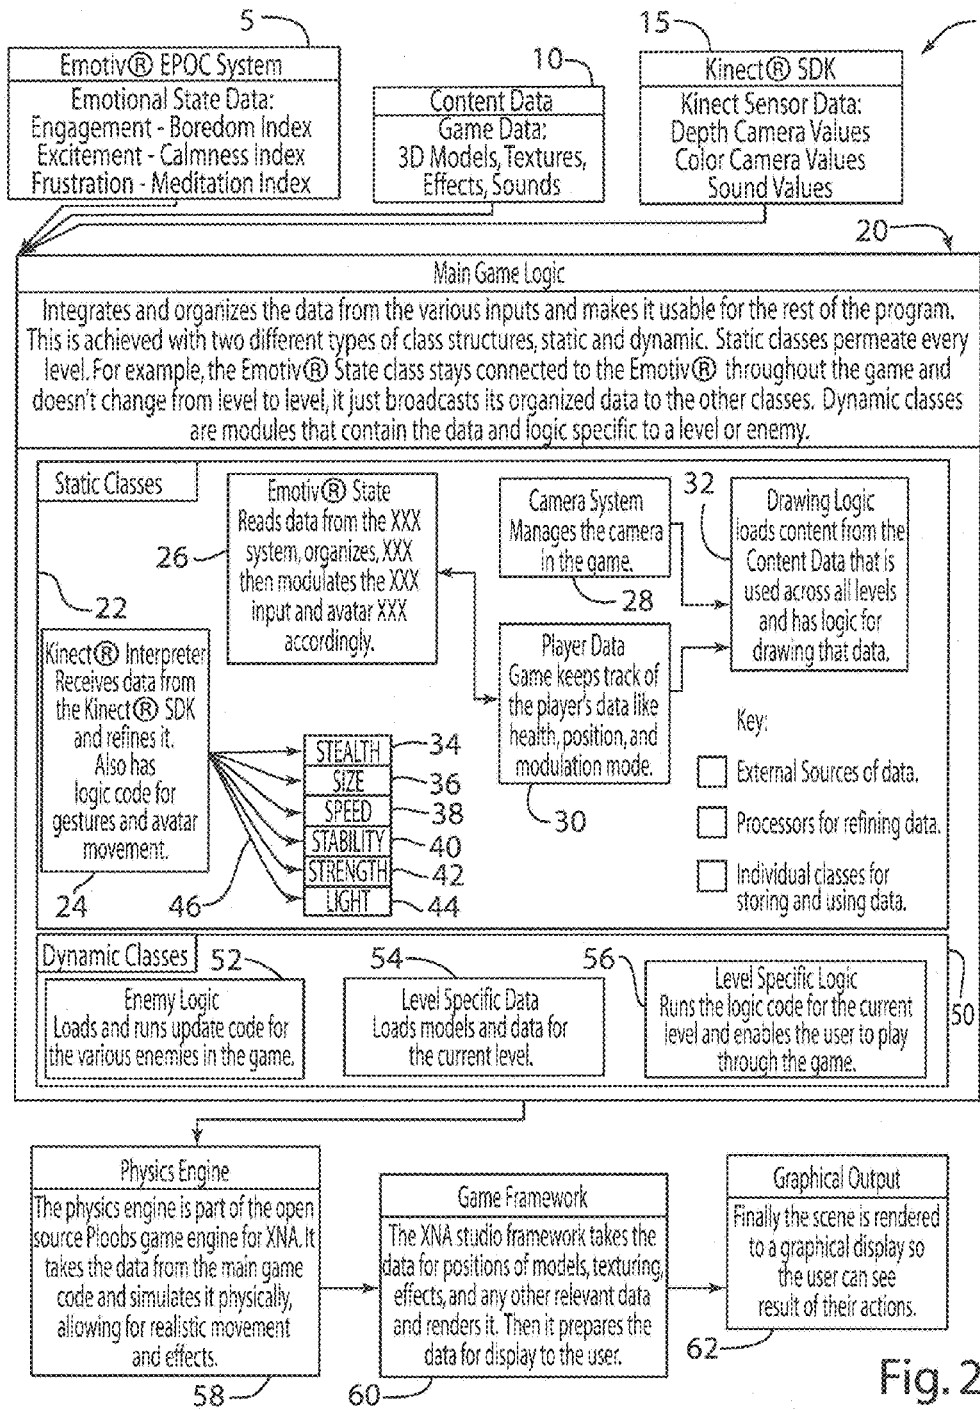 5
Emotiv® EPOC System
Emotional State Data:
Engagement - Boredom Index
Excitement - Calmness Index
Frustration - Meditation Index
10
Content Data
Game Data:
3D Models, Textures,
Effects, Sounds
15
Kinect® SDK
Kinect Sensor Data:
Depth Camera Values
Color Camera Values
Sound Values
20
Main Game Logic
Integrates and organizes the data from the various inputs and makes it usable for the rest of the program.
This is achieved with two different types of class structures, static and dynamic. Static classes permeate every
level. For example, the Emotiv® State class stays connected to the Emotiv® throughout the game and
doesn't change from level to level, it just broadcasts its organized data to the other classes. Dynamic classes
are modules that contain the data and logic specific to a level or enemy.
Static Classes
22
Kinect® Interpreter
Receives data from
the Kinect® SDK
and refines it.
Also has
logic code for
gestures and avatar
movement.
24
26
Emotiv® State
Reads data from the XXX
system, organizes, XXX
then modulates the XXX
input and avatar XXX
accordingly.
Camera System
Manages the camera
in the game.
28
Player Data
Game keeps track of
the player's data like
health, position, and
modulation mode.
30
32
Drawing Logic
loads content from the
Content Data that is
used across all levels
and has logic for
drawing that data.
STEALTH 34
SIZE 36
SPEED 38
STABILITY 40
STRENGTH 42
LIGHT 44
46
Key:
External Sources of data.
Processors for refining data.
Individual classes for
storing and using data.
Dynamic Classes
50
52
Enemy Logic
Loads and runs update code for
the various enemies in the game.
54
Level Specific Data
Loads models and data for
the current level.
56
Level Specific Logic
Runs the logic code for the current
level and enables the user to play
through the game.
Physics Engine
The physics engine is part of the open
source Ploobs game engine for XNA. It
takes the data from the main game
code and simulates it physically,
allowing for realistic movement
and effects.
58
Game Framework
The XNA studio framework takes the
data for positions of models, texturing,
effects, and any other relevant data
and renders it. Then it prepares the
data for display to the user.
60
Graphical Output
Finally the scene is rendered
to a graphical display so
the user can see
result of their actions.
62
Fig. 2